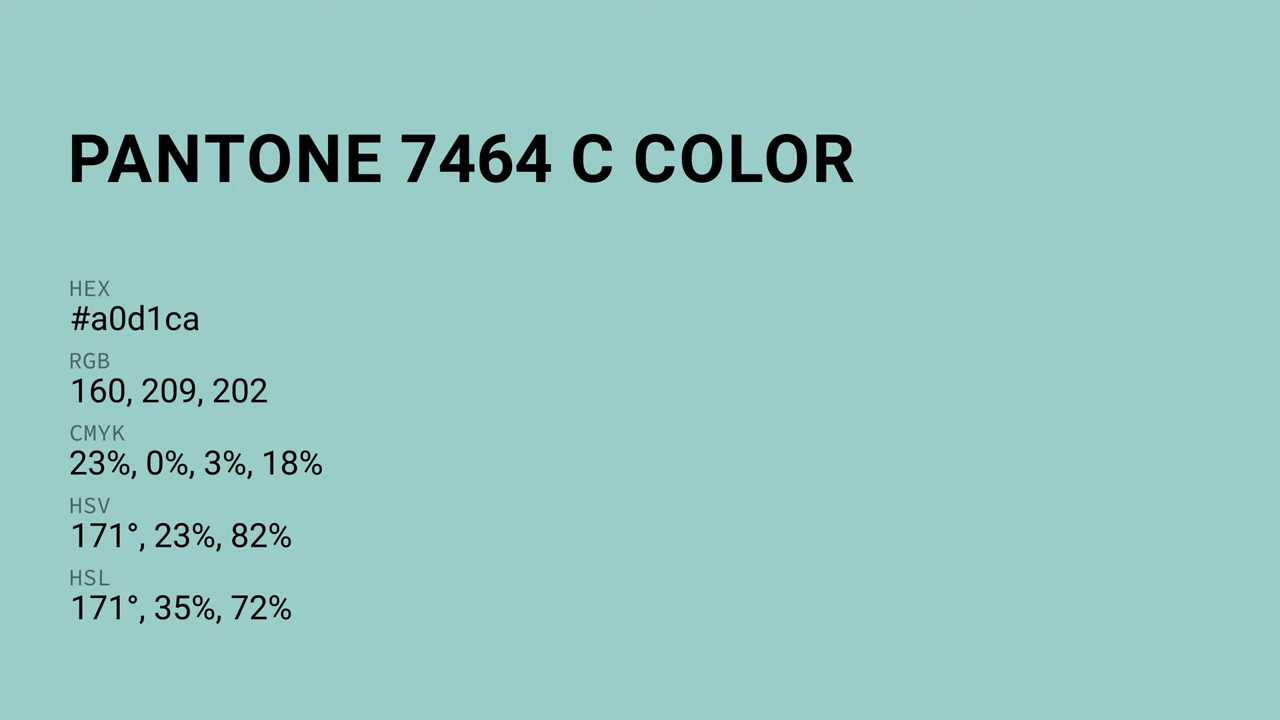 PANTONE 7464 C COLOR
HEX
#a0d1ca
RGB
160, 209, 202
CMYK
23%, 0%, 3%, 18%
HSV
171°, 23%, 82%
HSL
171°, 35%, 72%